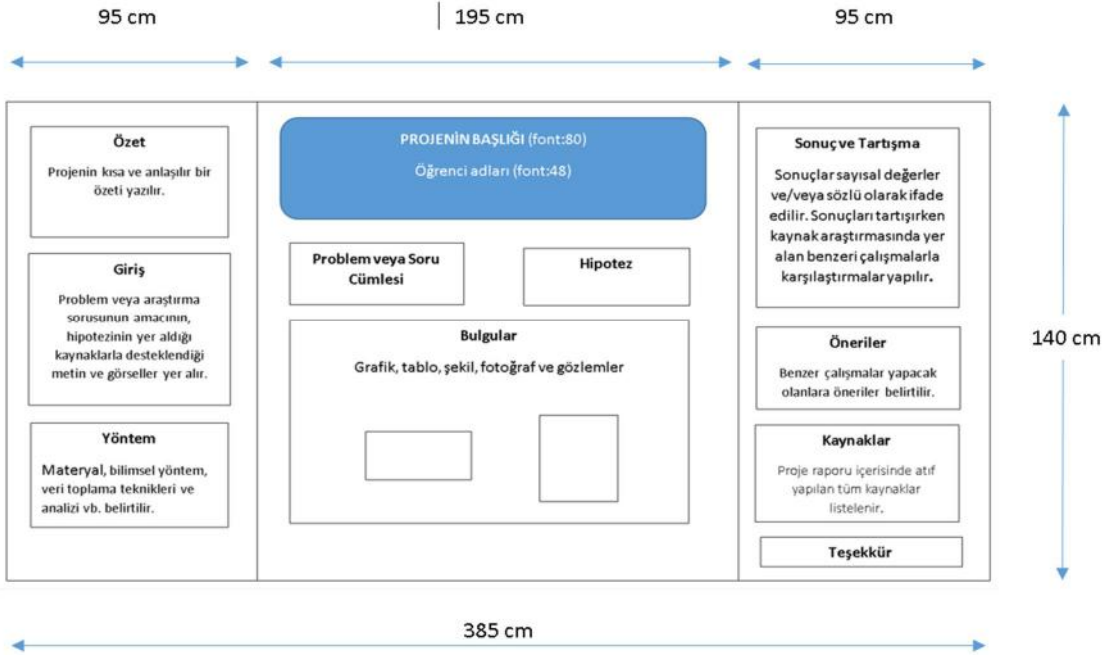 95 cm
195 cm
95 cm
Özet
Projenin kısa ve anlaşılır bir
özeti yazılır.
Giriş
Problem veya araştırma
sorusunun amacının,
hipotezinin yer aldığı
kaynaklarla desteklendiği
metin ve görseller yer alır.
Yöntem
Materyal, bilimsel yöntem,
veri toplama teknikleri ve
analizi vb. belirtilir.
PROJENİN BAŞLIĞI (font:80)
Öğrenci adları (font:48)
Problem veya Soru
Cümlesi
Hipotez
Bulgular
Grafik, tablo, şekil, fotoğraf ve gözlemler
Sonuç ve Tartışma
Sonuçlar sayısal değerler
ve/veya sözlü olarak ifade
edilir. Sonuçları tartışırken
kaynak araştırmasında yer
alan benzeri çalışmalarla
karşılaştırmalar yapılır.
Öneriler
Benzer çalışmalar yapacak
olanlara öneriler belirtilir.
Kaynaklar
Proje raporu içerisinde atıf
yapılan tüm kaynaklar
listelenir.
Teşekkür
140 cm
385 cm